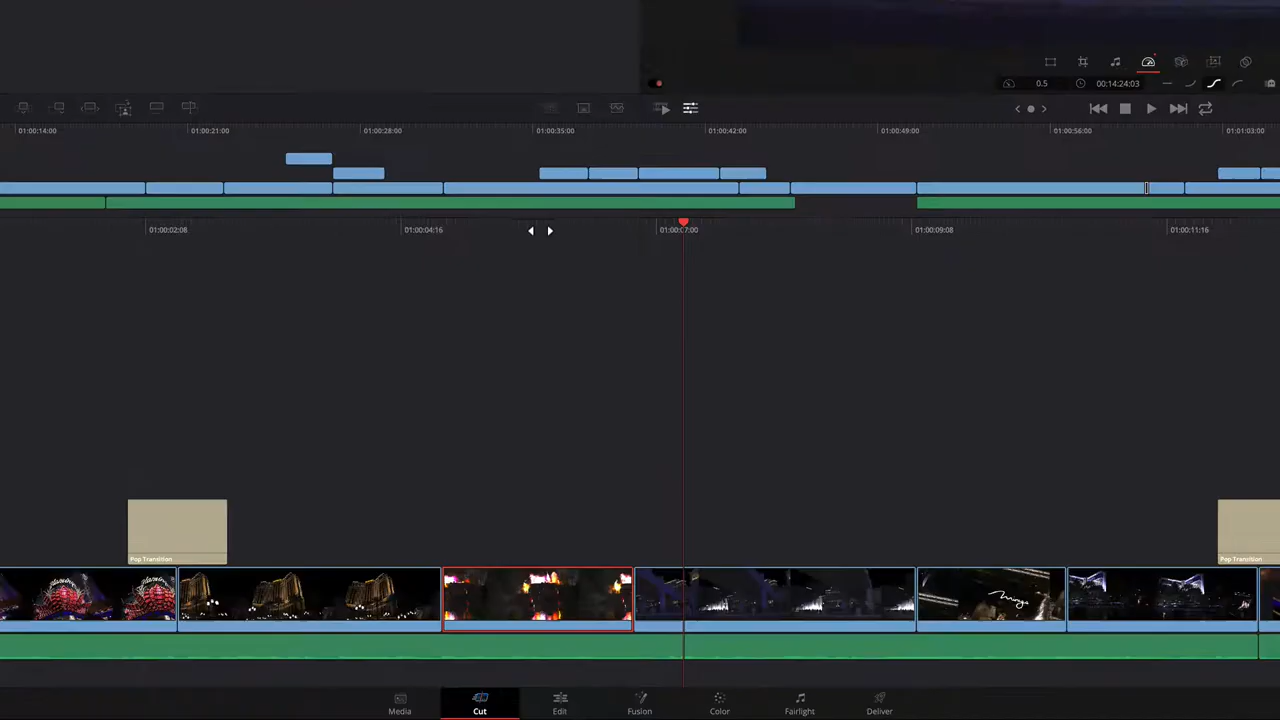 0.5 00:14:24:03
01:00:14:00 01:00:21:00 01:00:28:00 01:00:35:00 01:00:42:00 01:00:49:00 01:00:56:00 01:01:03:00
01:00:02:08 01:00:04:16 01:00:07:00 01:00:09:08 01:00:11:16
Pop Transition
Pop Transition
Mirage
Media Cut Edit Fusion Color Fairlight Deliver